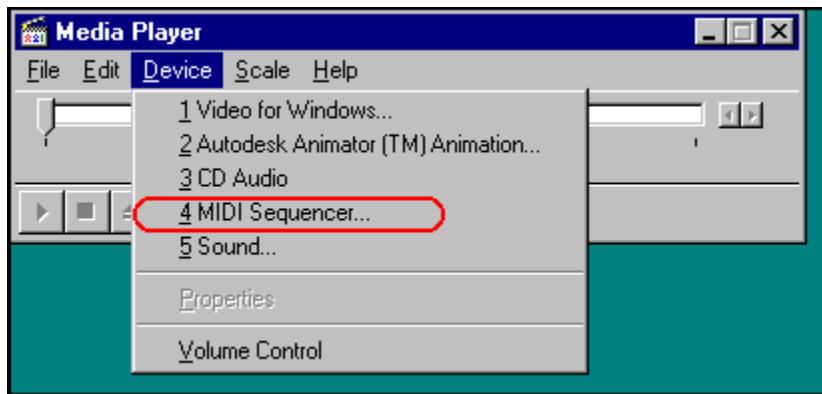 Media Player
File Edit Device Scale Help
1 Video for Windows...
2 Autodesk Animator (TM) Animation...
3 CD Audio
4 MIDI Sequencer...
5 Sound...
Properties
Volume Control